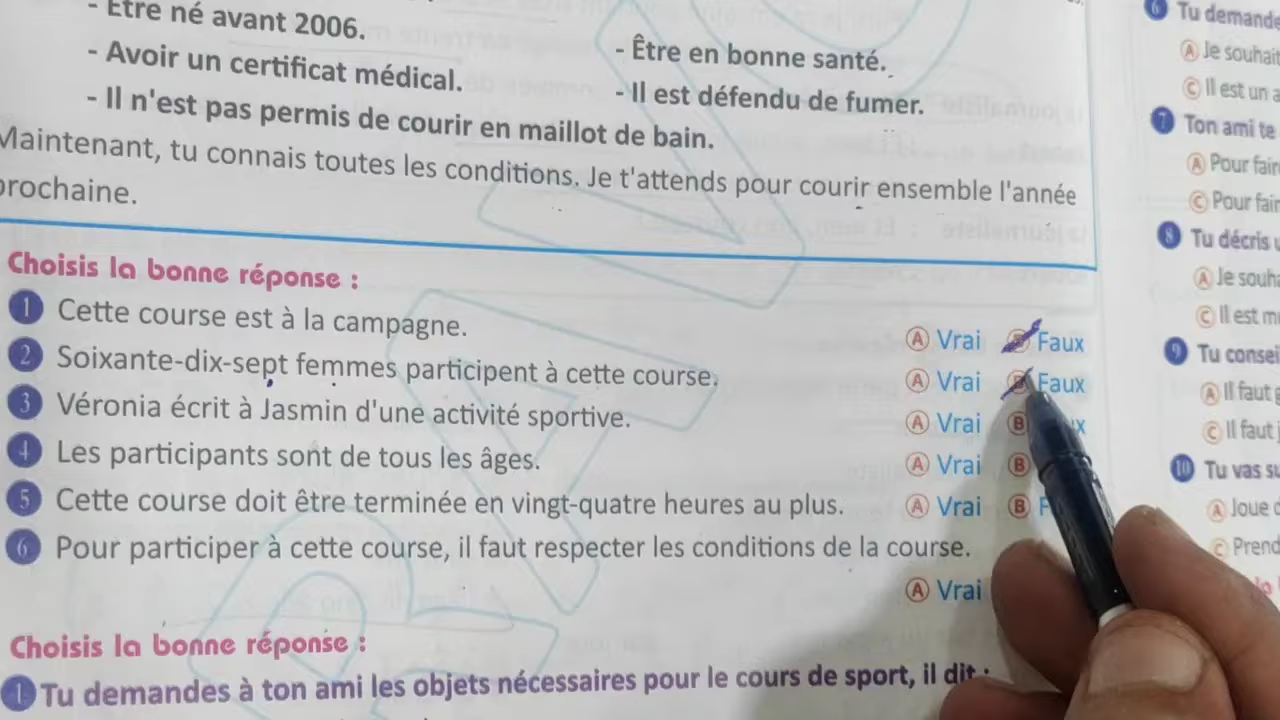 - Être né avant 2006.
- Être en bonne santé.
- Avoir un certificat médical.
- Il est défendu de fumer.
- Il n'est pas permis de courir en maillot de bain.
Maintenant, tu connais toutes les conditions. Je t'attends pour courir ensemble l'année
prochaine.
Choisis la bonne réponse :
1 Cette course est à la campagne.
A Vrai B Faux
2 Soixante-dix-sept femmes participent à cette course.
A Vrai B Faux
3 Véronia écrit à Jasmin d'une activité sportive.
A Vrai B
4 Les participants sont de tous les âges.
A Vrai B
5 Cette course doit être terminée en vingt-quatre heures au plus.
A Vrai B
6 Pour participer à cette course, il faut respecter les conditions de la course.
A Vrai
Choisis la bonne réponse :
1 Tu demandes à ton ami les objets nécessaires pour le cours de sport, il dit :
6 Tu
A Je
C Il est un
7 Ton ami te
A Pour
C Pour
8 Tu décris
A Je
C Il est
9 Tu
A Il faut
C Il faut
10 Tu vas
A Joue
C